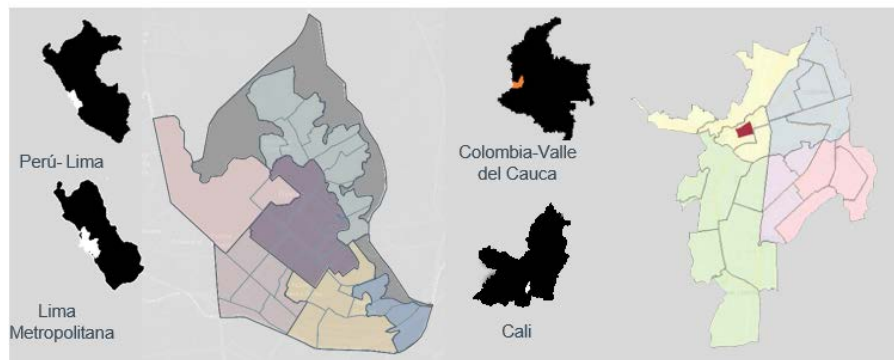 Perú- Lima
Lima
Metropolitana
Colombia-Valle
del Cauca
Cali